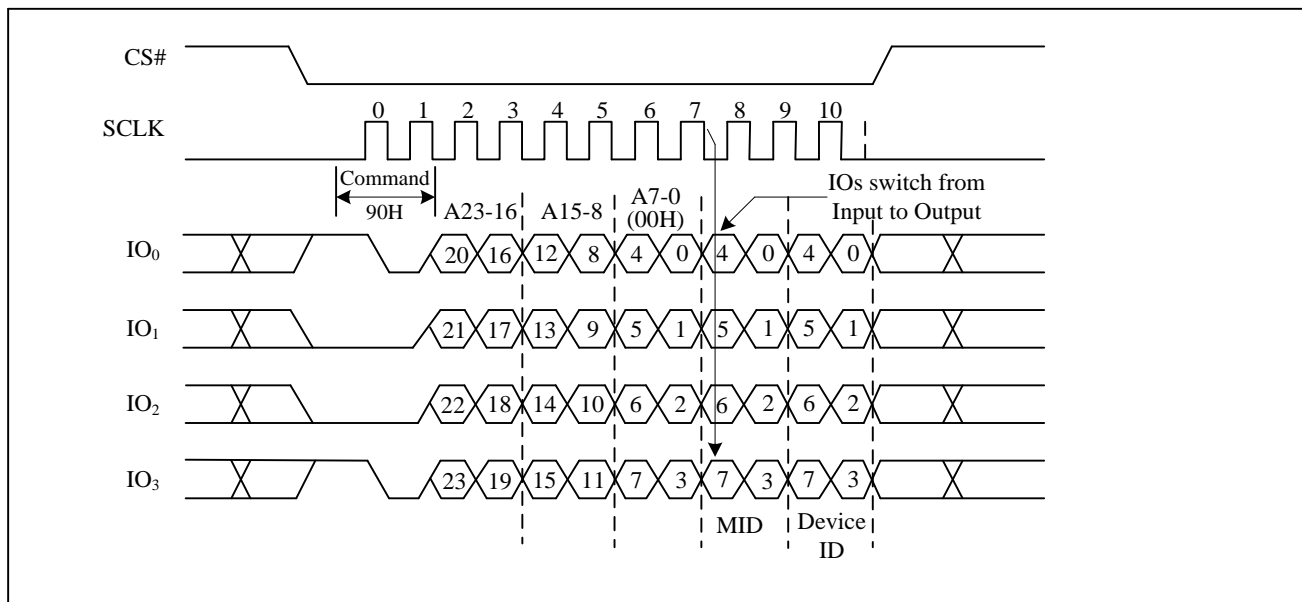 CS#
0 1 2 3 4 5 6 7 8 9 10
SCLK
Command
90H
A23-16
A15-8
A7-0
(00H)
IOs switch from
Input to Output
IO0 20 16 12 8 4 0 4 0 4 0
IO1 21 17 13 9 5 1 5 1 5 1
IO2 22 18 14 10 6 2 6 2 6 2
IO3 23 19 15 11 7 3 7 3 7 3
MID
Device
ID